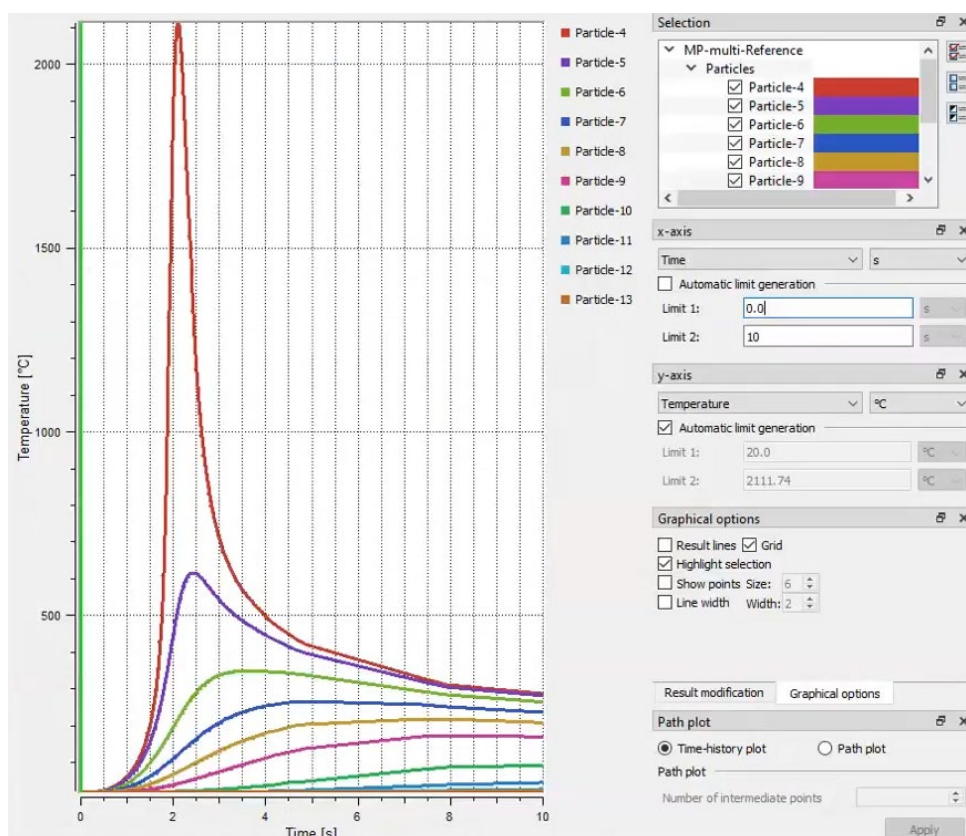 Temperature [°C]
2000
1500
1000
500
0
2
4
6
8
10
Time [s]
Particle-4
Particle-5
Particle-6
Particle-7
Particle-8
Particle-9
Particle-10
Particle-11
Particle-12
Particle-13
Selection
MP-multi-Reference
Particles
Particle-4
Particle-5
Particle-6
Particle-7
Particle-8
Particle-9
x-axis
Time s
Automatic limit generation
Limit 1: 0.0 s
Limit 2: 10 s
y-axis
Temperature °C
Automatic limit generation
Limit 1: 20.0 °C
Limit 2: 2111.74 °C
Graphical options
Result lines Grid
Highlight selection
Show points Size: 6
Line width Width: 2
Result modification Graphical options
Path plot
Time-history plot Path plot
Path plot
Number of intermediate points
Apply